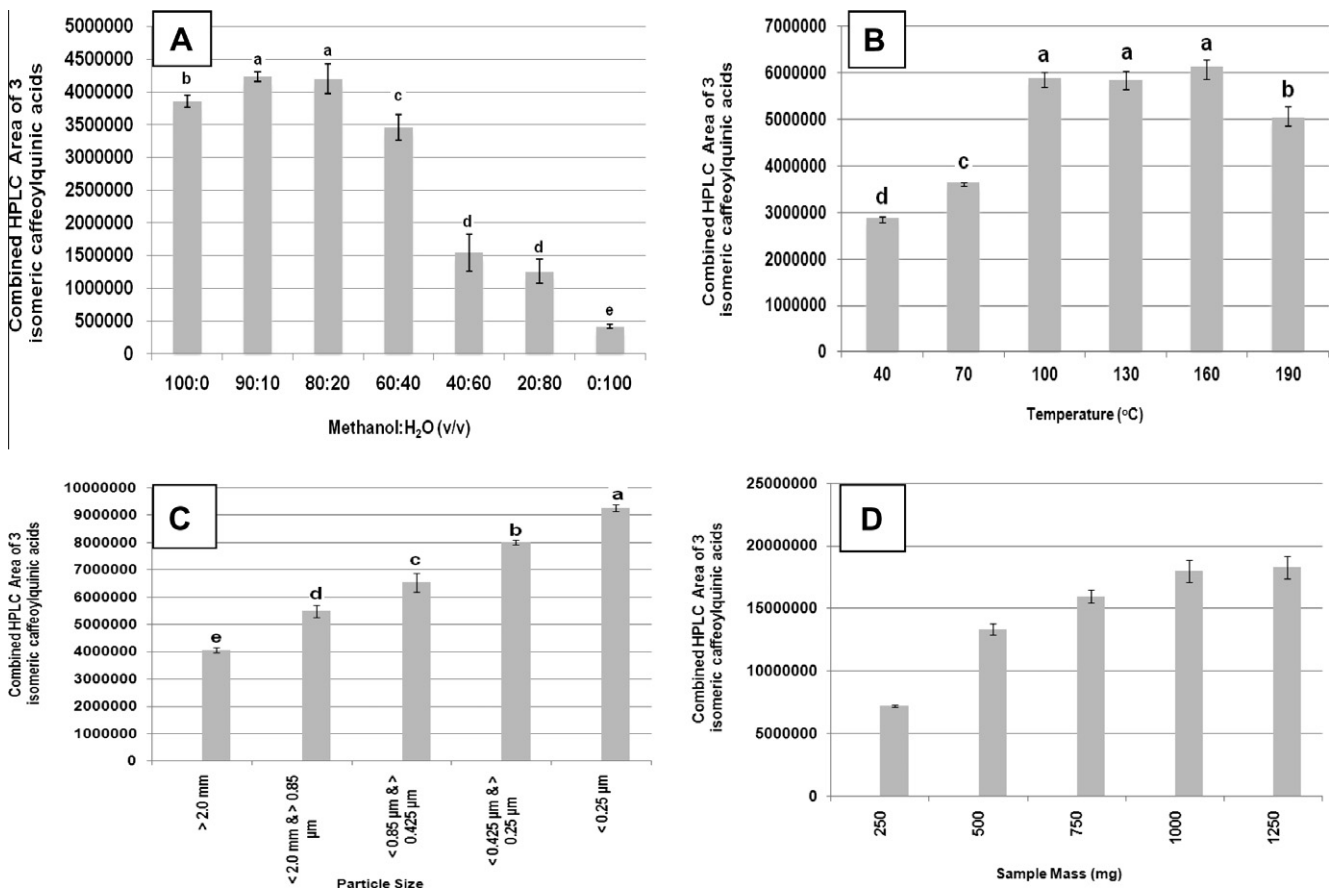 A
Combined HPLC Area of 3
isomeric caffeoylquinic acids
5000000
4500000
4000000
3500000
3000000
2500000
2000000
1500000
1000000
500000
0
b
a
a
c
d
d
e
100:0 90:10 80:20 60:40 40:60 20:80 0:100
Methanol:H₂O (v/v)
B
Combined HPLC Area of 3
isomeric caffeoylquinic acids
7000000
6000000
5000000
4000000
3000000
2000000
1000000
0
d
c
a
a
a
b
40 70 100 130 160 190
Temperature (°C)
C
Combined HPLC Area of 3
isomeric caffeoylquinic acids
10000000
9000000
8000000
7000000
6000000
5000000
4000000
3000000
2000000
1000000
0
e
d
c
b
a
> 2.0 mm
< 2.0 mm & > 0.85
µm
< 0.85 µm & >
0.425 µm
< 0.425 µm & >
0.25 µm
< 0.25 µm
Particle Size
D
Combined HPLC Area of 3
isomeric caffeoylquinic acids
25000000
20000000
15000000
10000000
5000000
0
250
500
750
1000
1250
Sample Mass (mg)